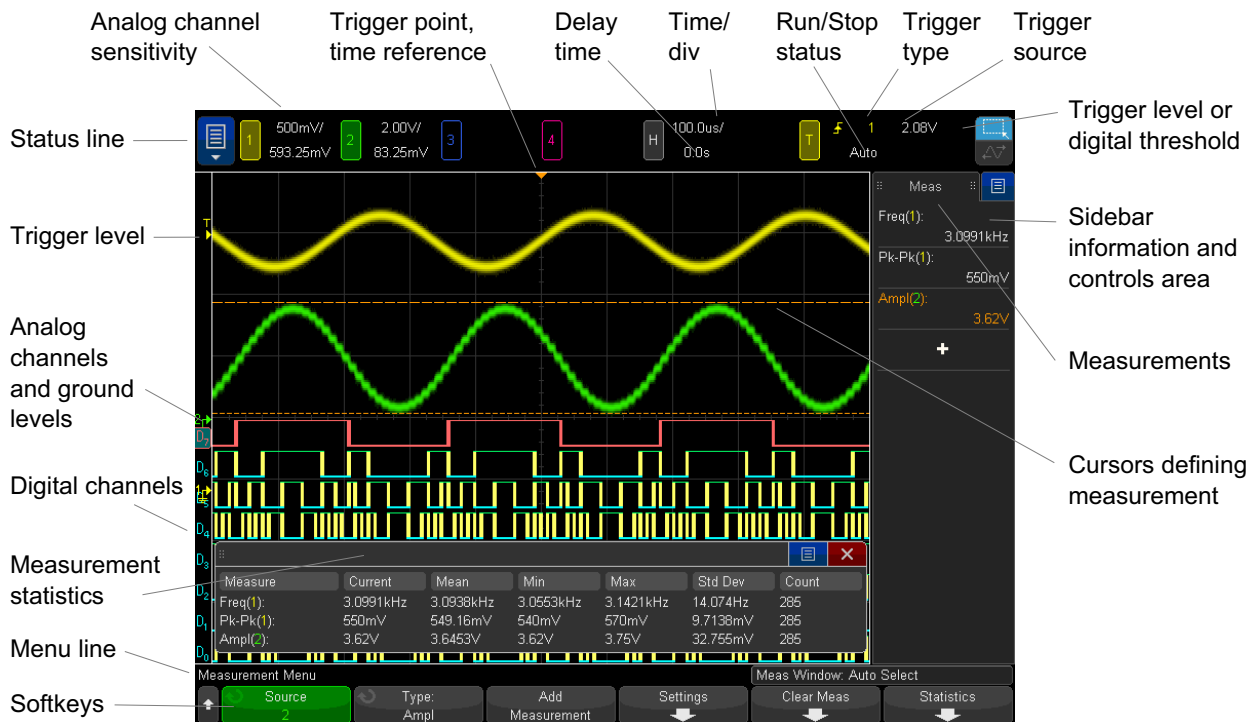 Analog channel
sensitivity
Trigger point,
time reference
Delay
time
Time/
div
Run/Stop
status
Trigger
type
Trigger
source
Status line
1
500mV/
593.25mV
2
2.00V/
83.25mV
3
4
H
100.0us/
0.0s
T
1
2.08V
Auto
Trigger level or
digital threshold
Meas
Freq(1):
3.0991kHz
Pk-Pk(1):
550mV
Ampl(2):
3.62V
+
Sidebar
information and
controls area
Measurements
Cursors defining
measurement
T
Trigger level
Analog
channels
and ground
levels
Digital channels
D7
D6
D4
D3
D2
D1
D0
Measurement
statistics
Measure Current Mean Min Max Std Dev Count
Freq(1): 3.0991kHz 3.0938kHz 3.0553kHz 3.1421kHz 14.074Hz 285
Pk-Pk(1): 550mV 549.16mV 540mV 570mV 9.7138mV 285
Ampl(2): 3.62V 3.6453V 3.62V 3.75V 32.755mV 285
Menu line
Measurement Menu
Meas Window: Auto Select
Softkeys
Source
2
Type:
Ampl
Add
Measurement
Settings
Clear Meas
Statistics